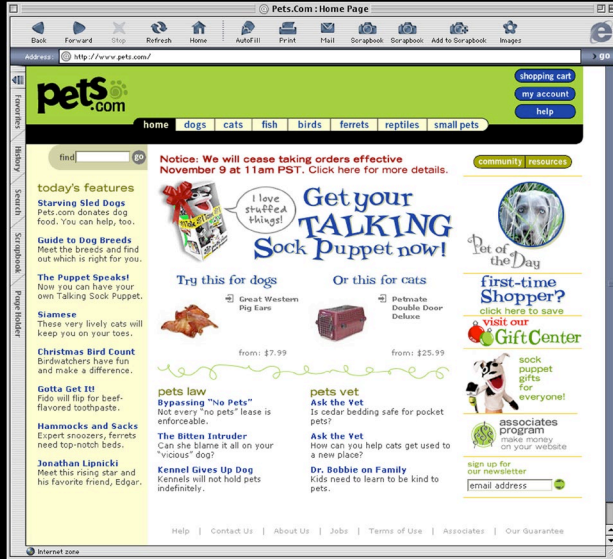 Pets.Com : Home Page
Back Forward Stop Refresh Home AutoFill Print Mail Scrapbook Scrapbook Add to Scrapbook Images
Address: http://www.pets.com/ go
Favorites
History
Search
Scrapbook
Page Holder
pets.com
shopping cart
my account
help
home dogs cats fish birds ferrets reptiles small pets
find go
today's features
Starving Sled Dogs
Pets.com donates dog
food. You can help, too.
Guide to Dog Breeds
Meet the breeds and find
out which is right for you.
The Puppet Speaks!
Now you can have your
own Talking Sock Puppet.
Siamese
These very lively cats will
keep you on your toes.
Christmas Bird Count
Birdwatchers have fun
and make a difference.
Gotta Get It!
Fido will flip for beef-
flavored toothpaste.
Hammocks and Sacks
Expert snoozers, ferrets
need top-notch beds.
Jonathan Lipnicki
Meet this rising star and
his favorite friend, Edgar.
Notice: We will cease taking orders effective
November 9 at 11am PST. Click here for more details.
I love
stuffed
things!
Get your
TALKING
Sock Puppet now!
Try this for dogs
Great Western
Pig Ears
from: $7.99
Or this for cats
Petmate
Double Door
Deluxe
from: $25.99
pets law
Bypassing "No Pets"
Not every "no pets" lease is
enforceable.
The Bitten Intruder
Can she blame it all on your
"vicious" dog?
Kennel Gives Up Dog
Kennels will not hold pets
indefinitely.
pets vet
Ask the Vet
Is cedar bedding safe for pocket
pets?
Ask the Vet
How can you help cats get used to
a new place?
Dr. Bobbie on Family
Kids need to learn to be kind to
pets.
community resources
Pet of
the Day
first-time
Shopper?
click here to save
visit our
Gift Center
sock
puppet
gifts
for
everyone!
associates
program
make money
on your website
sign up for
our newsletter
email address
Help | Contact Us | About Us | Jobs | Terms of Use | Associates | Our Guarantee
Internet zone